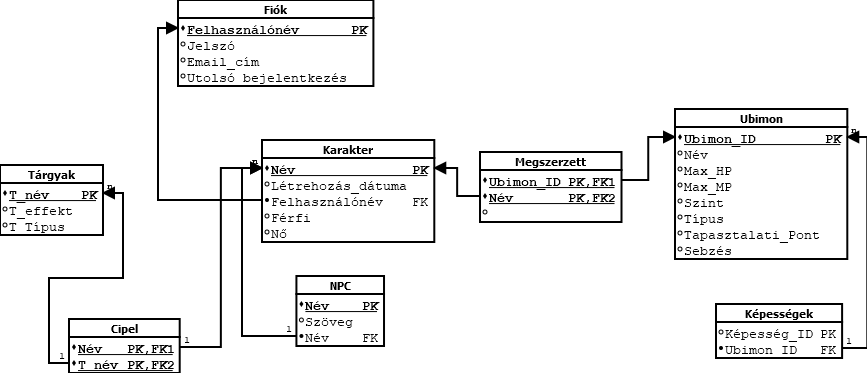 Fiók
Felhasználónév PK
Jelszó
Email_cím
Utolsó bejelentkezés
Ubimon
Ubimon_ID PK
Név
Max_HP
Max_MP
Szint
Típus
Tapasztalati_Pont
Sebzés
Karakter
n
Név PK
Létrehozás_dátuma
Felhasználónév FK
Férfi
Nő
Megszerzett
Ubimon_ID PK,FK1
Név PK,FK2
n
Tárgyak
T_név PK
T_effekt
T_Típus
n
NPC
Név PK
Szöveg
Név FK
1
Képességek
Képesség_ID PK
Ubimon_ID FK
1
Cipel
Név PK,FK1
T_név PK,FK2
1
1